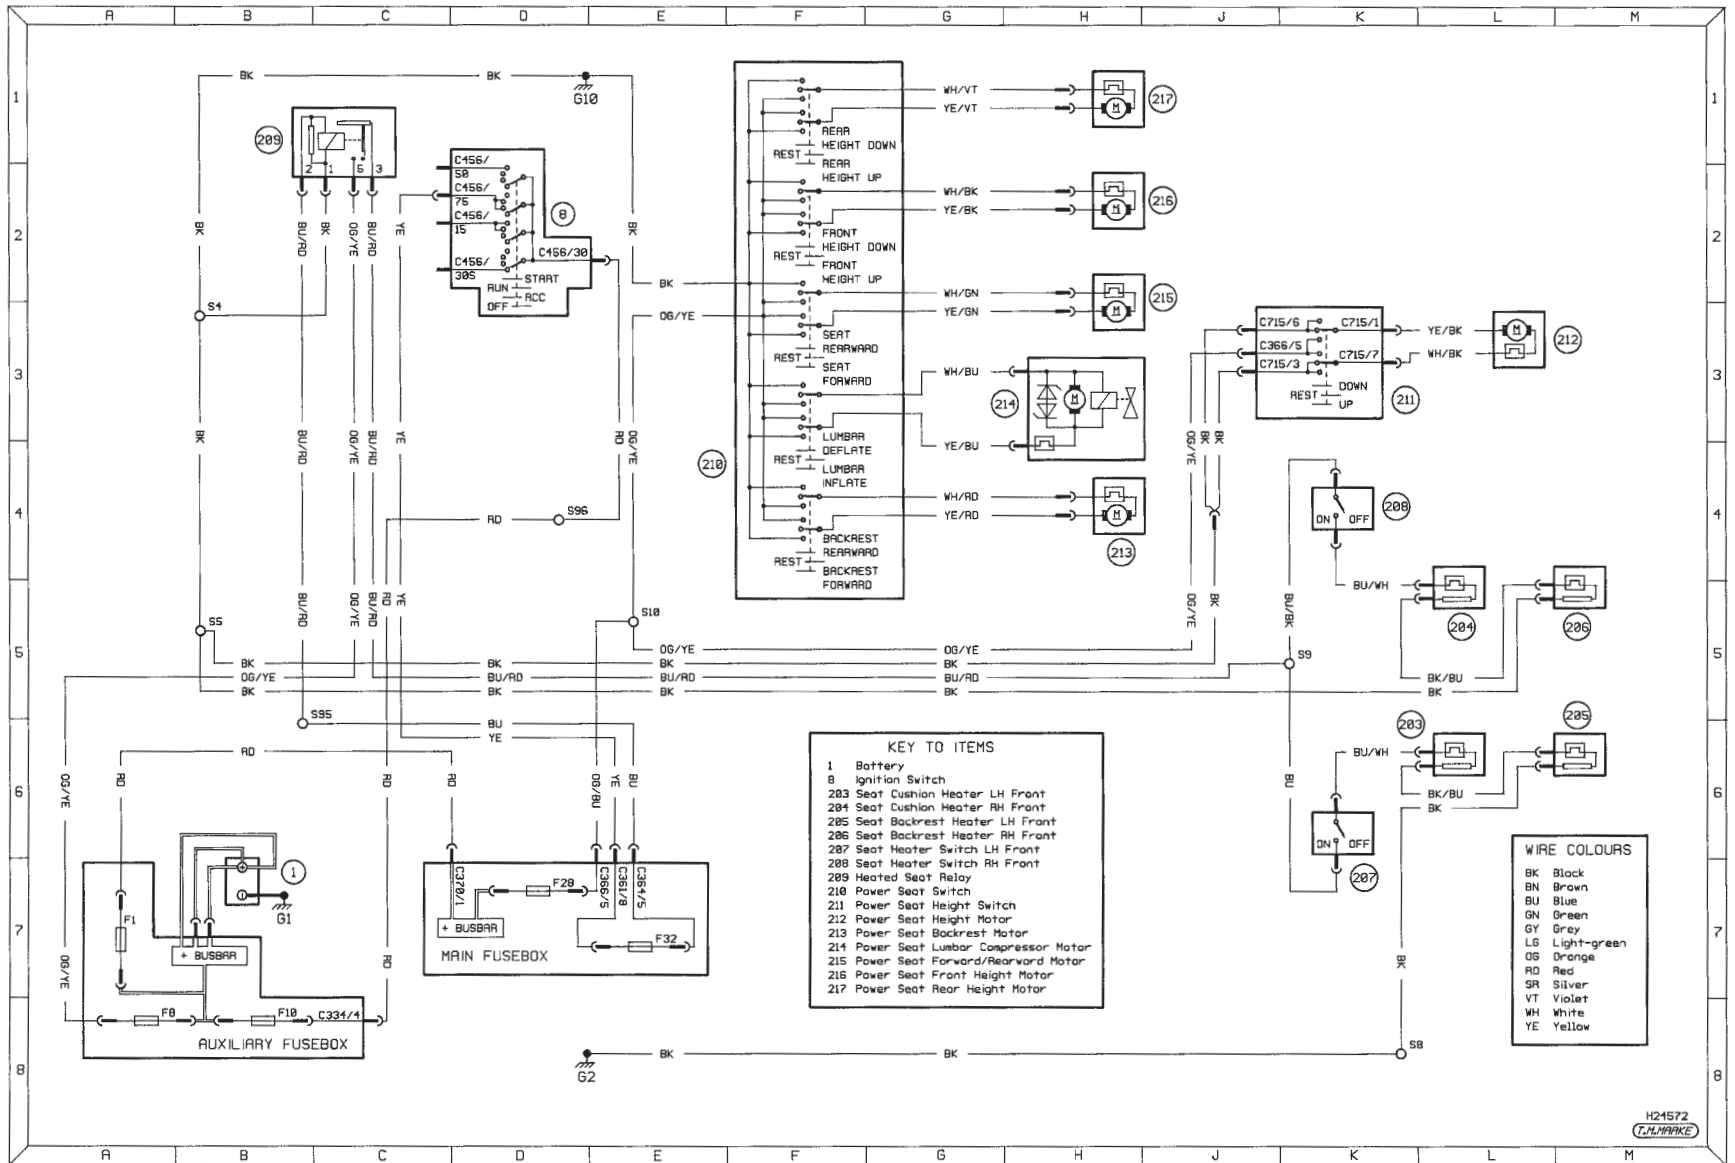 A B C D E F G H J K L M
1
2
3
4
5
6
7
8
BK BK
G10
209
2 1 5 3
BK
BU/RD
BK
OG/YE
BU/RD
YE
C456/
50
C456/
75
C456/
15
C456/
30S
C456/30
START
RUN
ACC
OFF
8
BK
BK
OG/YE
S4
BK
BU/RD
OG/YE
BU/RD
YE
RD
OG/YE
RD
S96
REAR
HEIGHT DOWN
REST
REAR
HEIGHT UP
FRONT
HEIGHT DOWN
REST
FRONT
HEIGHT UP
SEAT
REARWARD
REST
SEAT
FORWARD
LUMBAR
DEFLATE
REST
LUMBAR
INFLATE
BACKREST
REARWARD
REST
BACKREST
FORWARD
210
WH/VT
YE/VT
M
217
WH/BK
YE/BK
M
216
WH/GN
YE/GN
M
215
WH/BU
YE/BU
M
214
WH/RD
YE/RD
M
213
C715/6 C715/1
C366/5
C715/3 C715/7
DOWN
REST
UP
211
YE/BK
WH/BK
M
212
OG/YE
BK
BK
ON OFF
208
BU/WH
204
206
BK/BU
BK
S5
BU/RD
OG/YE
BU/RD
RD
YE
S10
OG/YE
BK
BU/BK
S9
OG/YE OG/YE
BK BK BK BK
OG/YE BU/RD BU/RD BU/RD
BK BK BK BK
S95
BU
YE
RD
OG/YE
RD
RD
RD
OG/BU
YE
BU
BU
203
205
BU/WH
BK/BU
BK
ON OFF
207
1
G1
F1
+ BUSBAR
OG/YE
RD
F8
F10
C334/4
AUXILIARY FUSEBOX
C370/1
F28
C366/5
C361/8
C364/5
+ BUSBAR
F32
MAIN FUSEBOX
KEY TO ITEMS
1 Battery
8 Ignition Switch
203 Seat Cushion Heater LH Front
204 Seat Cushion Heater RH Front
205 Seat Backrest Heater LH Front
206 Seat Backrest Heater RH Front
207 Seat Heater Switch LH Front
208 Seat Heater Switch RH Front
209 Heated Seat Relay
210 Power Seat Switch
211 Power Seat Height Switch
212 Power Seat Height Motor
213 Power Seat Backrest Motor
214 Power Seat Lumbar Compressor Motor
215 Power Seat Forward/Rearward Motor
216 Power Seat Front Height Motor
217 Power Seat Rear Height Motor
WIRE COLOURS
BK Black
BN Brown
BU Blue
GN Green
GY Grey
LG Light-green
OG Orange
RD Red
SR Silver
VT Violet
WH White
YE Yellow
BK
S8
G2
BK BK
H24572
T.M.MARKE
1
2
3
4
5
6
7
8
A B C D E F G H J K L M